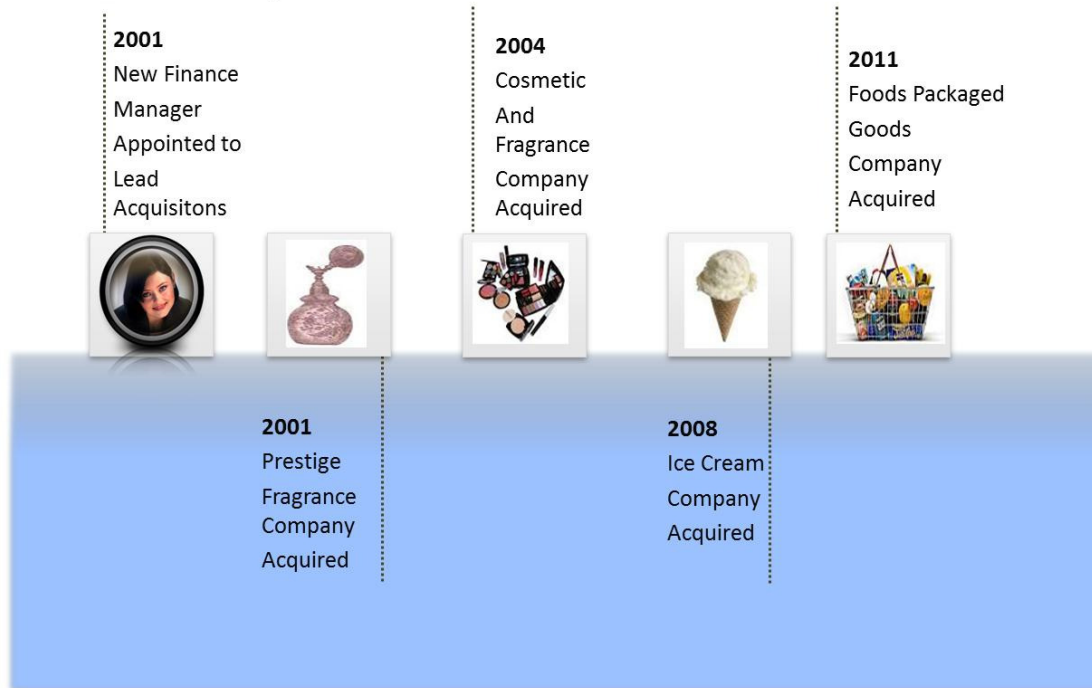 2001
New Finance
Manager
Appointed to
Lead
Acquisitons
2001
Prestige
Fragrance
Company
Acquired
2004
Cosmetic
And
Fragrance
Company
Acquired
2008
Ice Cream
Company
Acquired
2011
Foods Packaged
Goods
Company
Acquired